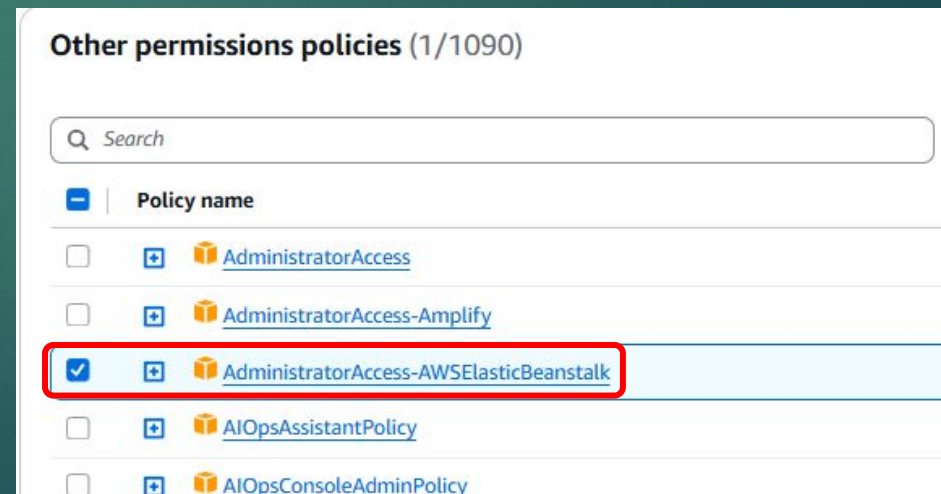 Other permissions policies (1/1090)
Search
Policy name
AdministratorAccess
AdministratorAccess-Amplify
AdministratorAccess-AWSElasticBeanstalk
AIOpsAssistantPolicy
AIOpsConsoleAdminPolicy